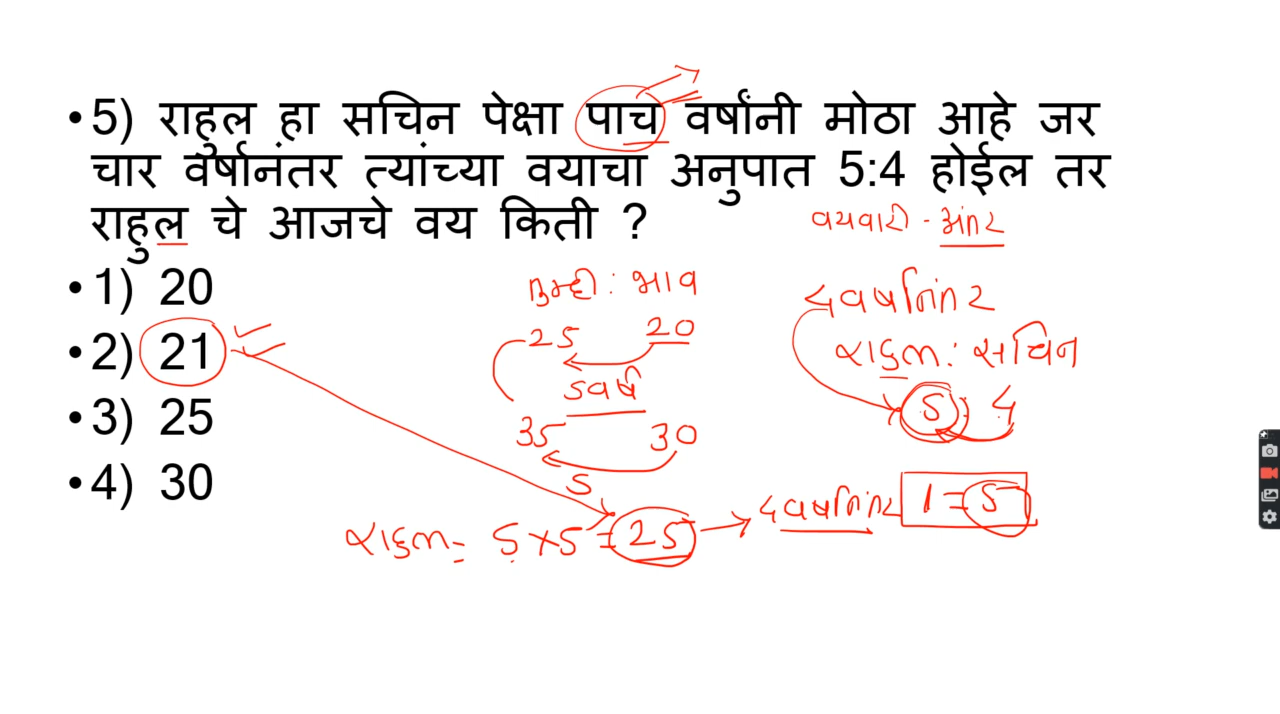 •5) राहुल हा सचिन पेक्षा पाच वर्षांनी मोठा आहे जर
चार वर्षानंतर त्यांच्या वयाचा अनुपात 5:4 होईल तर
राहुल चे आजचे वय किती ?
वयवारी - अंतर
•1) 20
•2) 21
•3) 25
•4) 30
तुम्ही : भाव
25 20
5 वर्ष
35 30
5
4 वर्षानंतर
राहुल : सचिन
5 : 4
4 वर्षानंतर 1 = 5
राहुल = 5 × 5 = 25